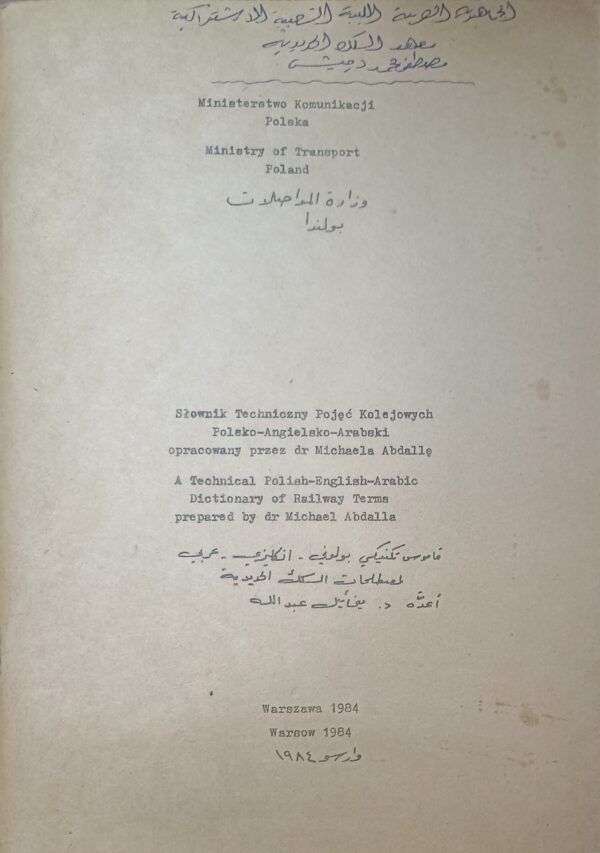 الجماهيرية العربية الليبية الشعبية الاشتراكية
معهد السكك الحديدية
مصطفى محمد
Ministerstwo Komunikacji
Polska
Ministry of Transport
Poland
وزارة المواصلات
بولندا
Słownik Techniczny Pojęć Kolejowych
Polsko-Angielsko-Arabski
opracowany przez dr Michaela Abdallę
A Technical Polish-English-Arabic
Dictionary of Railway Terms
prepared by dr Michael Abdalla
قاموس تكنيكي بولوني - انكليزي - عربي
لمصطلحات السكك الحديدية
أعدَّه د. ميخائيل عبدالله
Warszawa 1984
Warsow 1984
وارسو ١٩٨٤